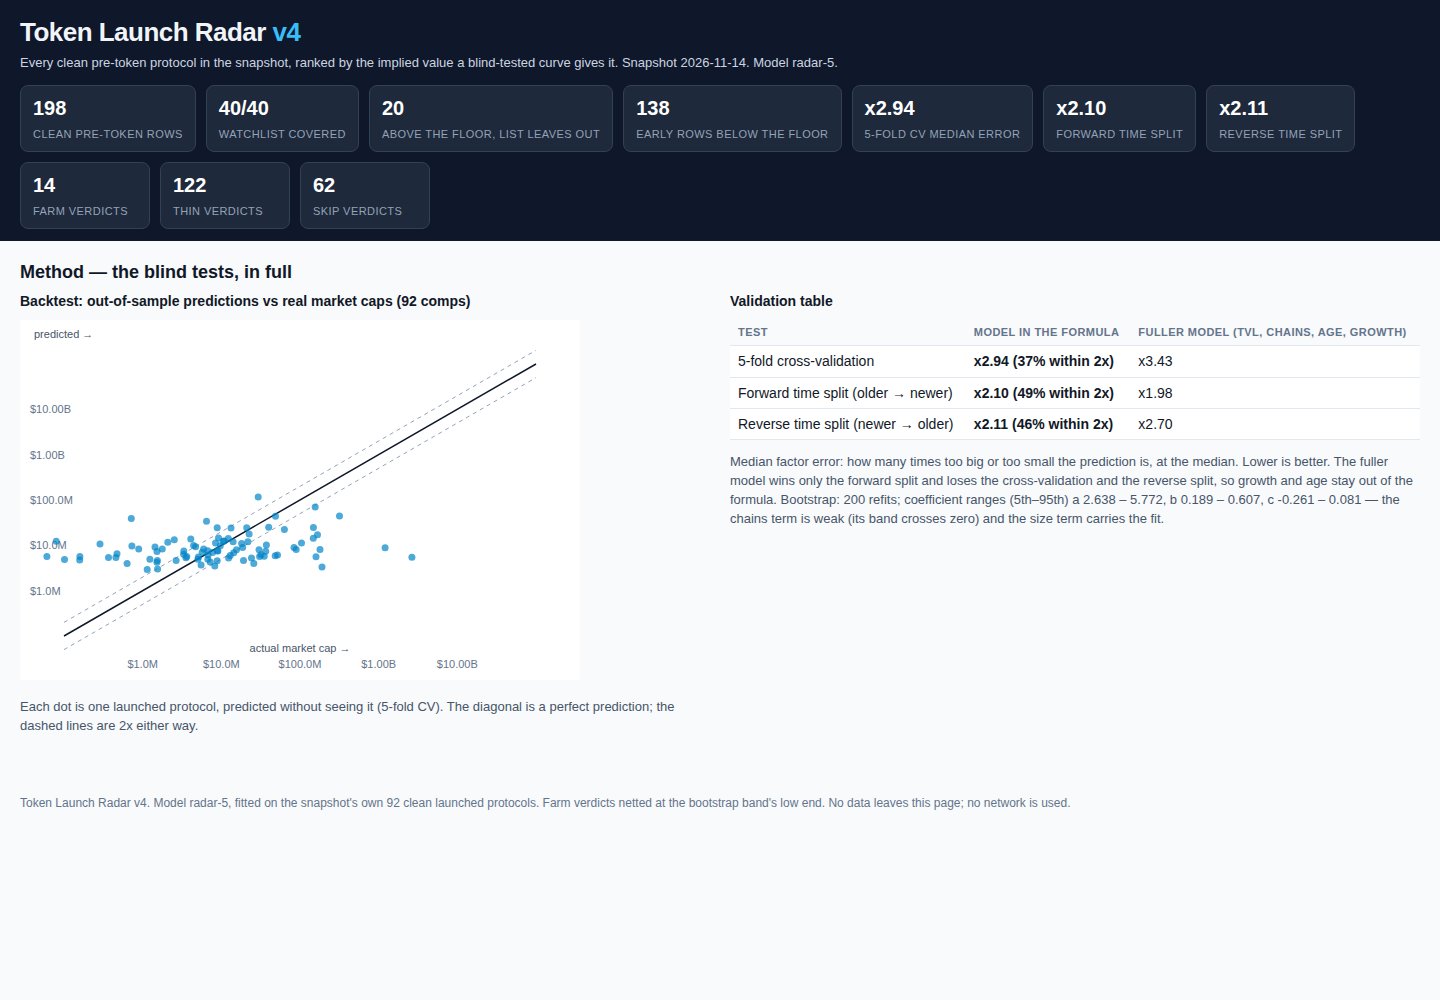 Token Launch Radar v4
Every clean pre-token protocol in the snapshot, ranked by the implied value a blind-tested curve gives it. Snapshot 2026-11-14. Model radar-5.
198
CLEAN PRE-TOKEN ROWS
40/40
WATCHLIST COVERED
20
ABOVE THE FLOOR, LIST LEAVES OUT
138
EARLY ROWS BELOW THE FLOOR
x2.94
5-FOLD CV MEDIAN ERROR
x2.10
FORWARD TIME SPLIT
x2.11
REVERSE TIME SPLIT
14
FARM VERDICTS
122
THIN VERDICTS
62
SKIP VERDICTS
Method — the blind tests, in full
Backtest: out-of-sample predictions vs real market caps (92 comps)
predicted →
$10.00B
$1.00B
$100.0M
$10.0M
$1.0M
actual market cap →
$1.0M $10.0M $100.0M $1.00B $10.00B
Each dot is one launched protocol, predicted without seeing it (5-fold CV). The diagonal is a perfect prediction; the
dashed lines are 2x either way.
Validation table
TEST MODEL IN THE FORMULA FULLER MODEL (TVL, CHAINS, AGE, GROWTH)
5-fold cross-validation x2.94 (37% within 2x) x3.43
Forward time split (older → newer) x2.10 (49% within 2x) x1.98
Reverse time split (newer → older) x2.11 (46% within 2x) x2.70
Median factor error: how many times too big or too small the prediction is, at the median. Lower is better. The fuller
model wins only the forward split and loses the cross-validation and the reverse split, so growth and age stay out of the
formula. Bootstrap: 200 refits; coefficient ranges (5th–95th) a 2.638 – 5.772, b 0.189 – 0.607, c -0.261 – 0.081 — the
chains term is weak (its band crosses zero) and the size term carries the fit.
Token Launch Radar v4. Model radar-5, fitted on the snapshot's own 92 clean launched protocols. Farm verdicts netted at the bootstrap band's low end. No data leaves this page; no network is used.